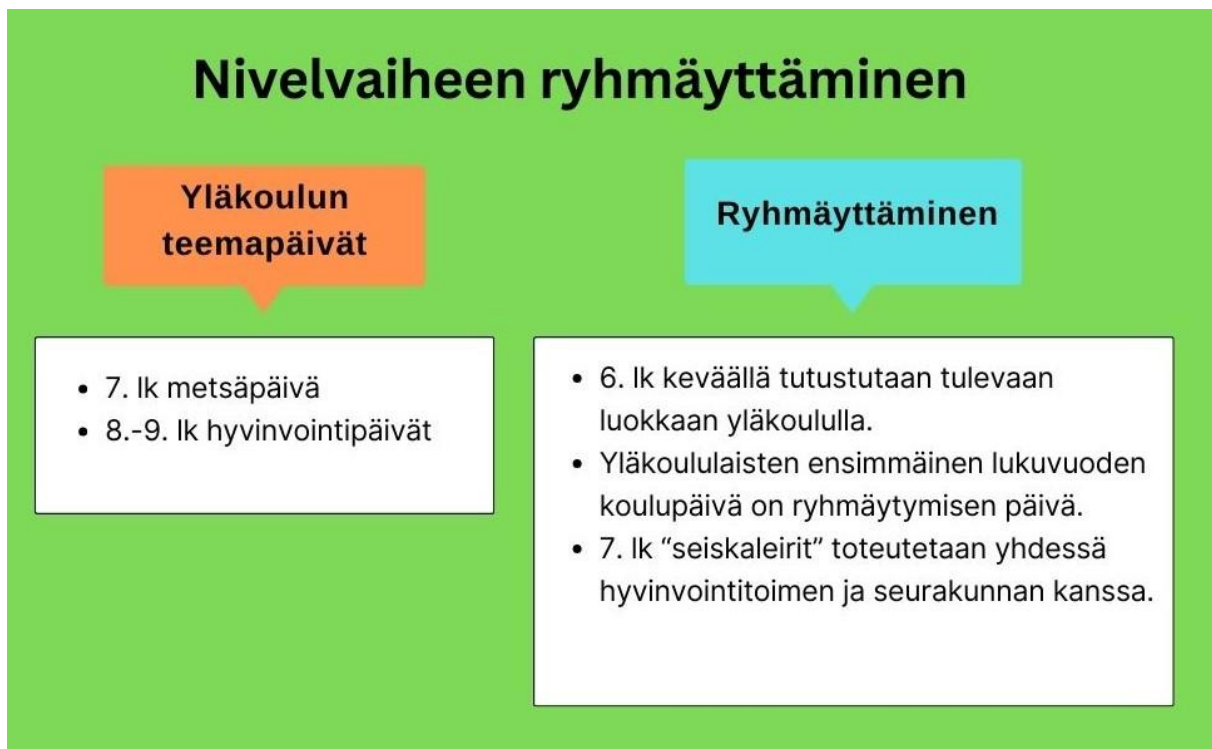 Nivelvaiheen ryhmäyttäminen
Yläkoulun
teemapäivät
• 7. lk metsäpäivä
• 8.-9. lk hyvinvointipäivät
Ryhmäyttäminen
• 6. lk keväällä tutustutaan tulevaan
luokkaan yläkoululla.
• Yläkoululaisten ensimmäinen lukuvuoden
koulupäivä on ryhmäytymisen päivä.
• 7. lk “seiskaleirit” toteutetaan yhdessä
hyvinvointitoimen ja seurakunnan kanssa.